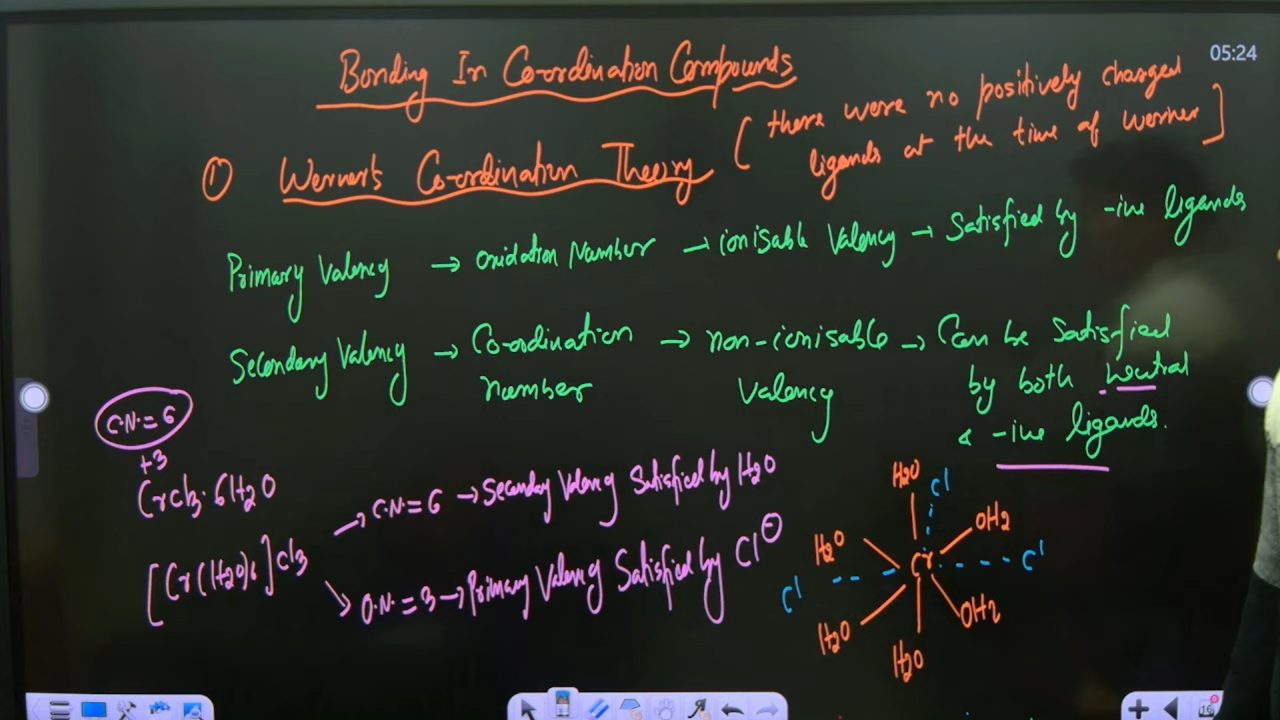 05:24
Bonding In Co-ordination Compounds
① Werner's Co-ordination Theory [there were no positively charged
ligands at the time of werner]
Primary Valency → oxidation Number → ionisable Valency → Satisfied by -ive ligands
Secondary Valency → Co-ordination number → non-ionisable Valency → Can be Satisfied
by both neutral
& -ive ligands.
C.N. = 6
+3
CrCl3·6H2O
[Cr(H2O)6]Cl3
→ C.N. = 6 → Secondary Valency Satisfied by H2O
→ O.N. = 3 → Primary Valency Satisfied by Cl⊖
H2O
Cl
H2O
OH2
Cr
Cl
Cl
H2O
OH2
H2O
16